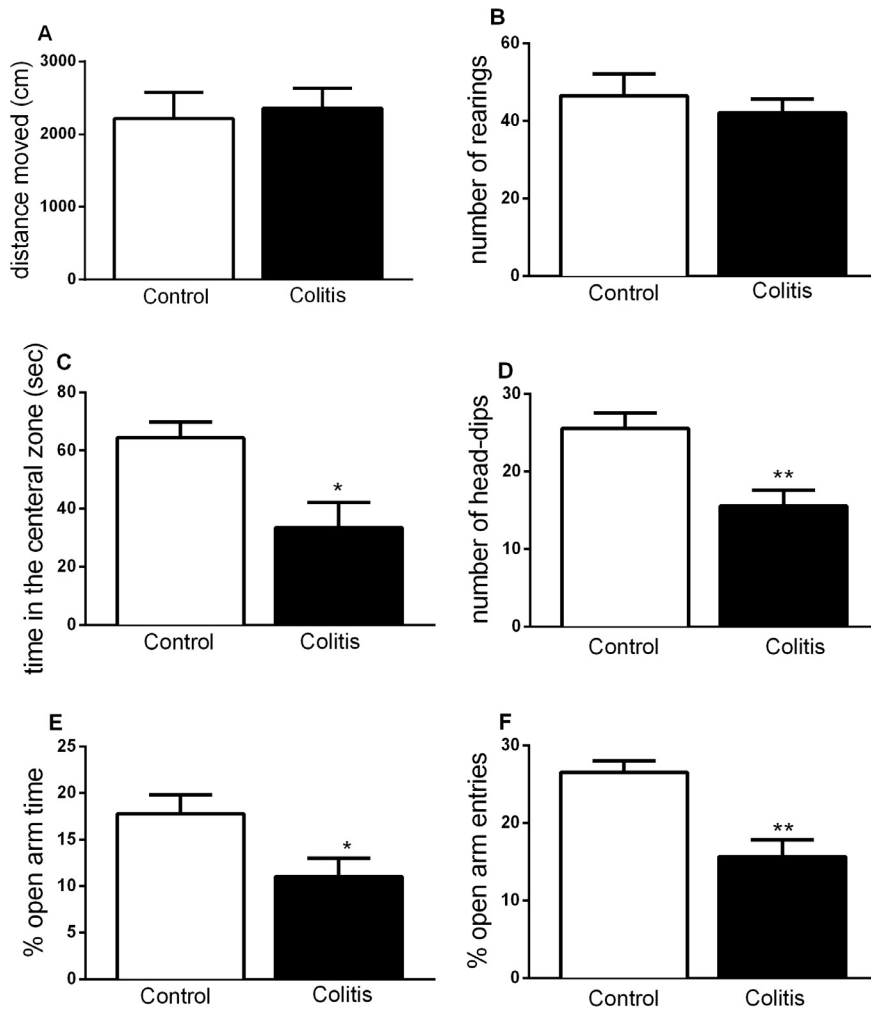 A
distance moved (cm)
3000
2000
1000
0
Control Colitis
B
number of rearings
60
40
20
0
Control Colitis
C
time in the centeral zone (sec)
80
60
40
20
0
*
Control Colitis
D
number of head-dips
30
20
10
0
**
Control Colitis
E
% open arm time
25
20
15
10
5
0
*
Control Colitis
F
% open arm entries
30
20
10
0
**
Control Colitis